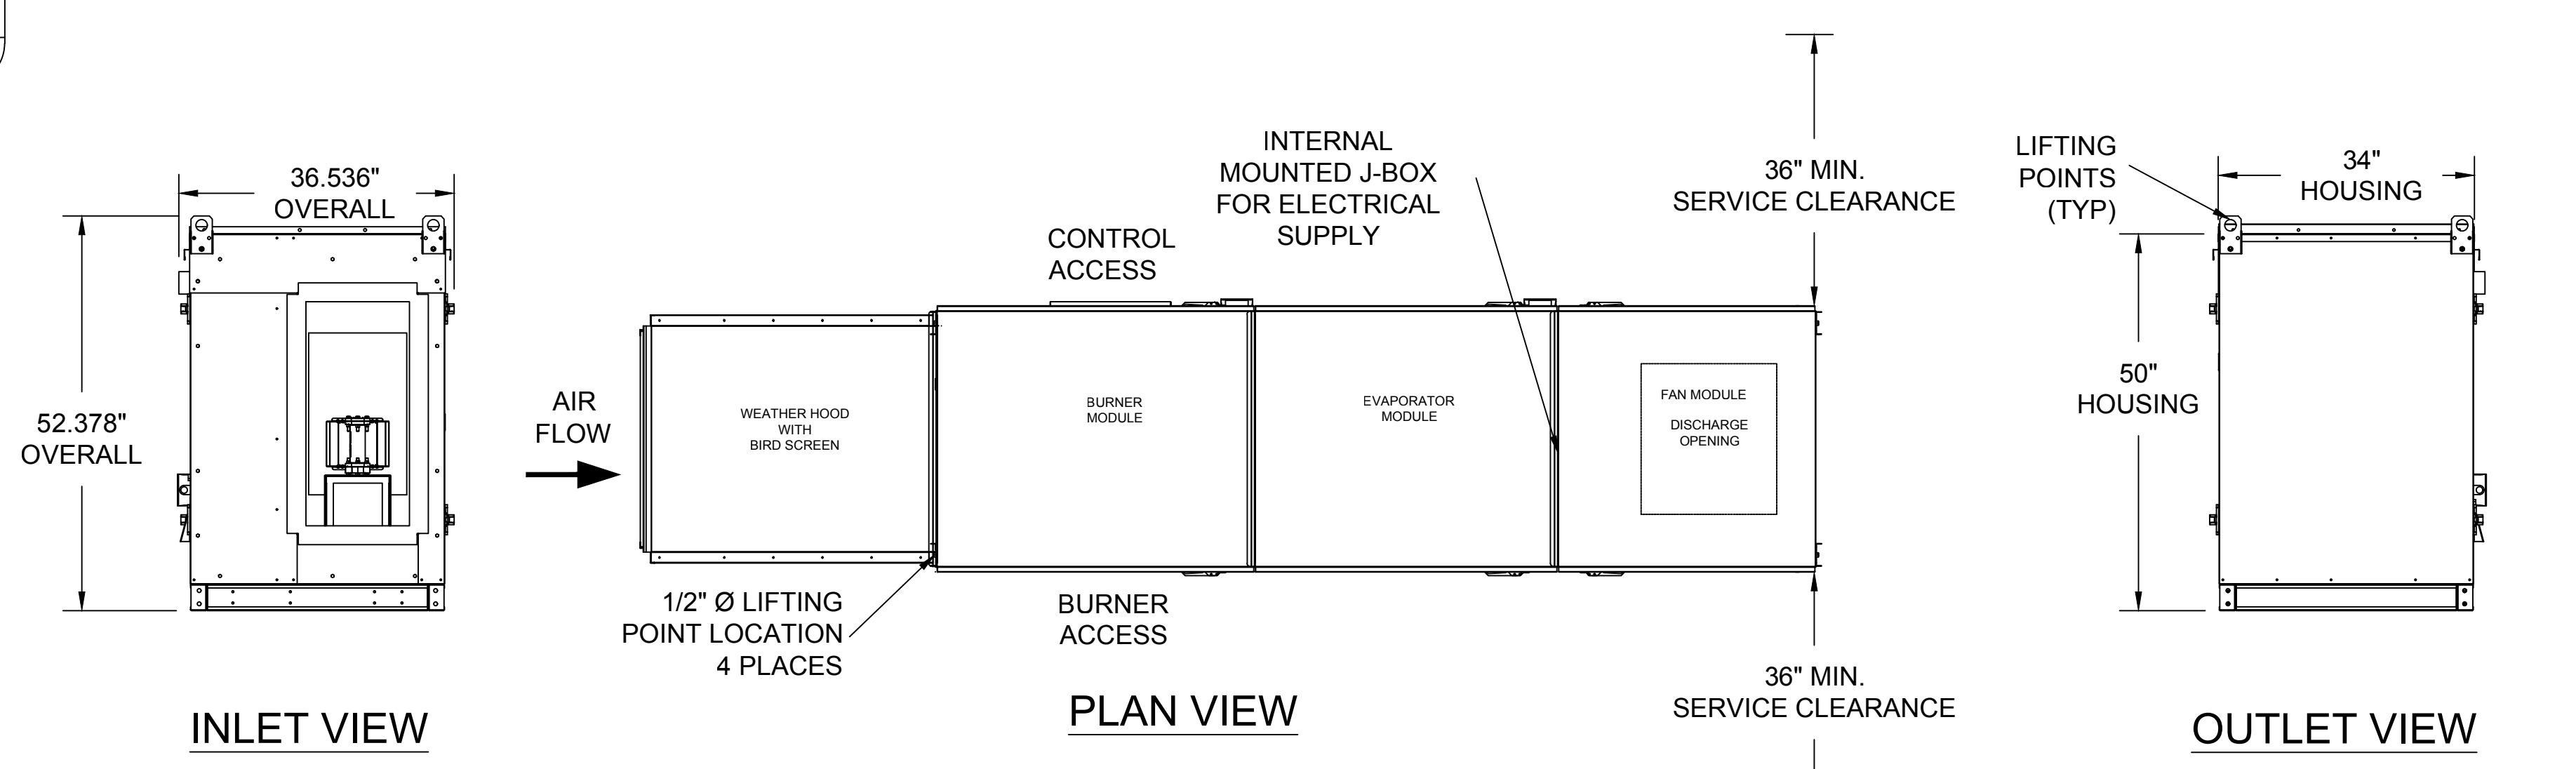 36.536"
OVERALL
52.378"
OVERALL
INLET VIEW
AIR
FLOW
WEATHER HOOD
WITH
BIRD SCREEN
1/2" Ø LIFTING
POINT LOCATION
4 PLACES
CONTROL
ACCESS
BURNER
MODULE
BURNER
ACCESS
INTERNAL
MOUNTED J-BOX
FOR ELECTRICAL
SUPPLY
EVAPORATOR
MODULE
FAN MODULE
DISCHARGE
OPENING
36" MIN.
SERVICE CLEARANCE
36" MIN.
SERVICE CLEARANCE
PLAN VIEW
LIFTING
POINTS
(TYP)
34"
HOUSING
50"
HOUSING
OUTLET VIEW